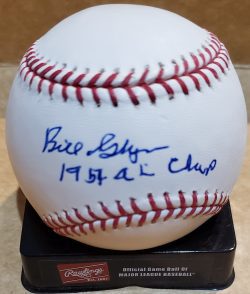 Bill Glynn
1954 AL Champ
Rawlings
Official Game Ball Of
MAJOR LEAGUE BASEBALL